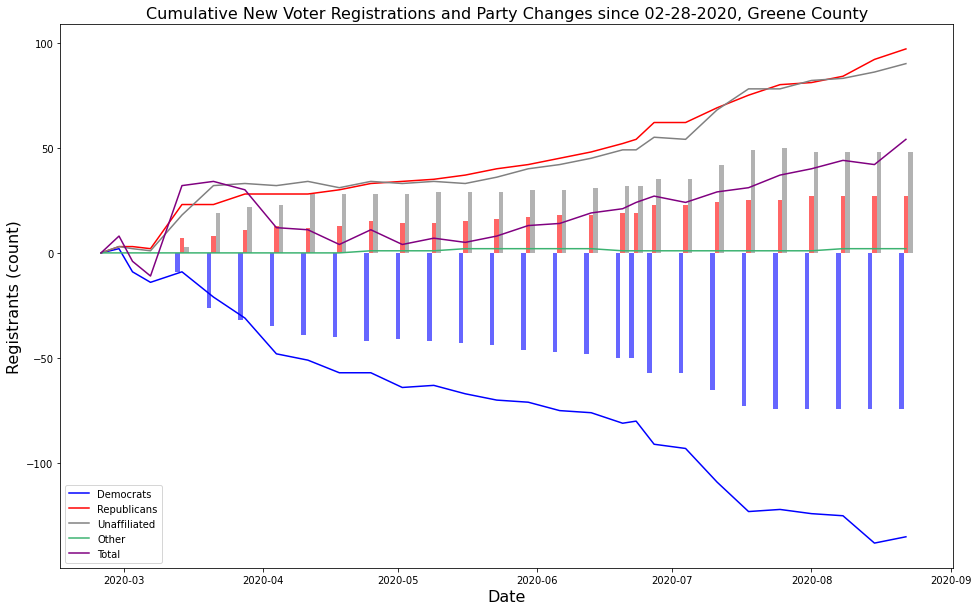 Cumulative New Voter Registrations and Party Changes since 02-28-2020, Greene County
Registrants (count)
100
50
0
−50
−100
Democrats
Republicans
Unaffiliated
Other
Total
2020-03
2020-04
2020-05
2020-06
2020-07
2020-08
2020-09
Date